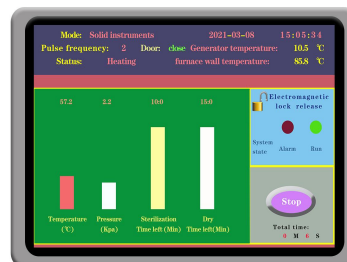 Mode: Solid instruments 2021-03-08 15:05:34
Pulse frequency: 2 Door: close Generator temperature: 10.5 ℃
Status: Heating furnace wall temperature: 85.8 ℃
57.2 2.2 10:0 15:0
Electromagnetic
lock release
System
state Alarm Run
Stop
Temperature Pressure Sterilization Dry
(℃) (Kpa) Time left (Min) Time left(Min)
Total time:
0 M 6 S